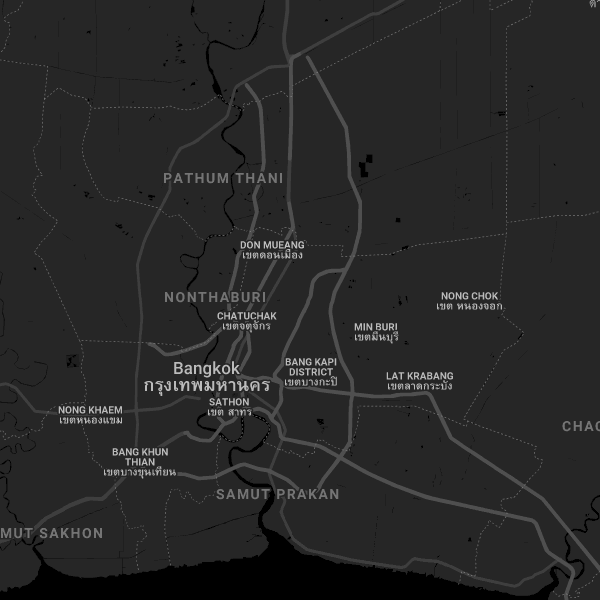 PATHUM THANI
DON MUEANG
เขตดอนเมือง
NONTHABURI
NONG CHOK
เขต หนองจอก
CHATUCHAK
เขตจตุจักร
MIN BURI
เขตมีนบุรี
Bangkok
กรุงเทพมหานคร
BANG KAPI
DISTRICT
เขตบางกะปิ
LAT KRABANG
เขตลาดกระบัง
SATHON
เขต สาทร
NONG KHAEM
เขตหนองแขม
CHAC
BANG KHUN
THIAN
เขตบางขุนเทียน
SAMUT PRAKAN
MUT SAKHON